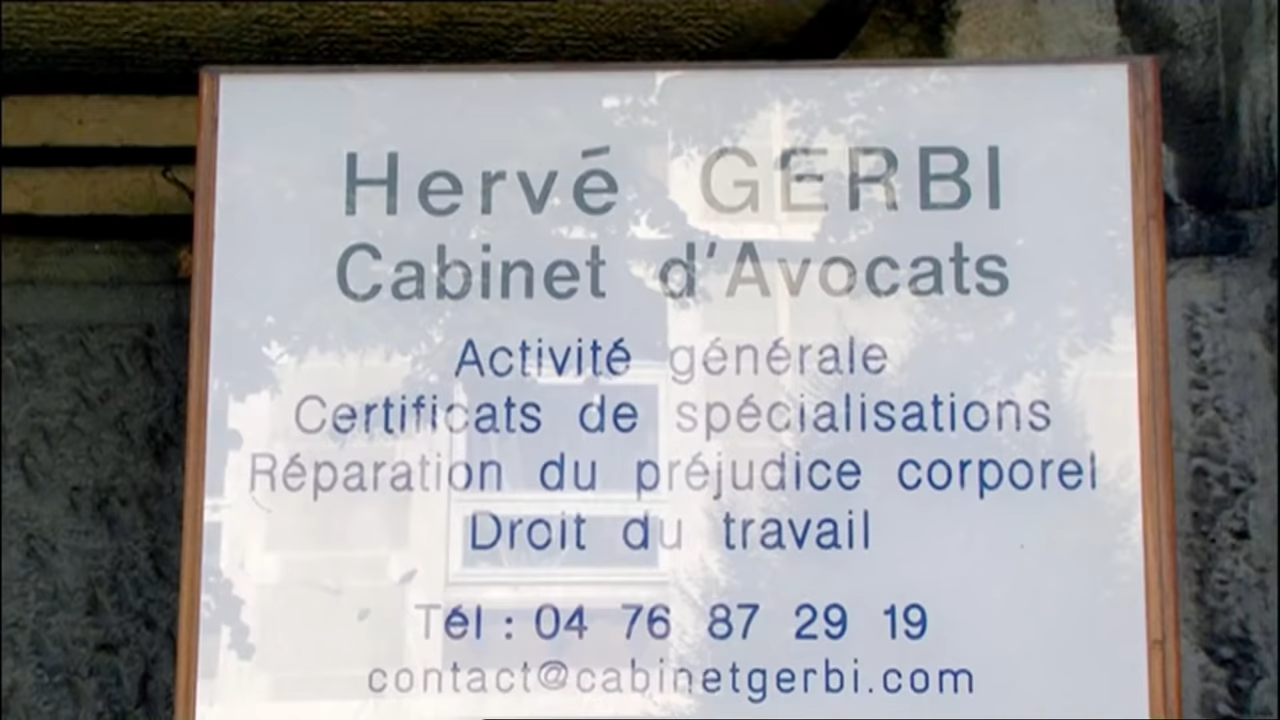 Hervé GERBI
Cabinet d'Avocats
Activité générale
Certificats de spécialisations
Réparation du préjudice corporel
Droit du travail
Tél : 04 76 87 29 19
contact@cabinetgerbi.com